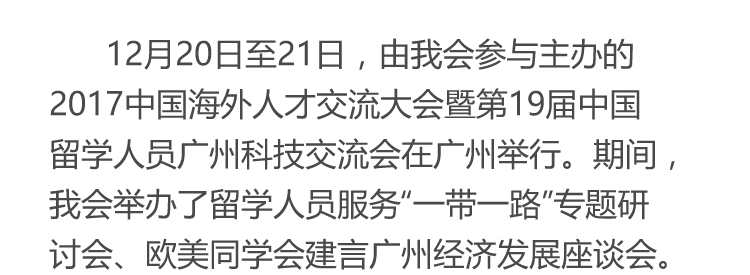 12月20日至21日，由我会参与主办的
2017中国海外人才交流大会暨第19届中国
留学人员广州科技交流会在广州举行。期间，
我会举办了留学人员服务“一带一路”专题研
讨会、欧美同学会建言广州经济发展座谈会。